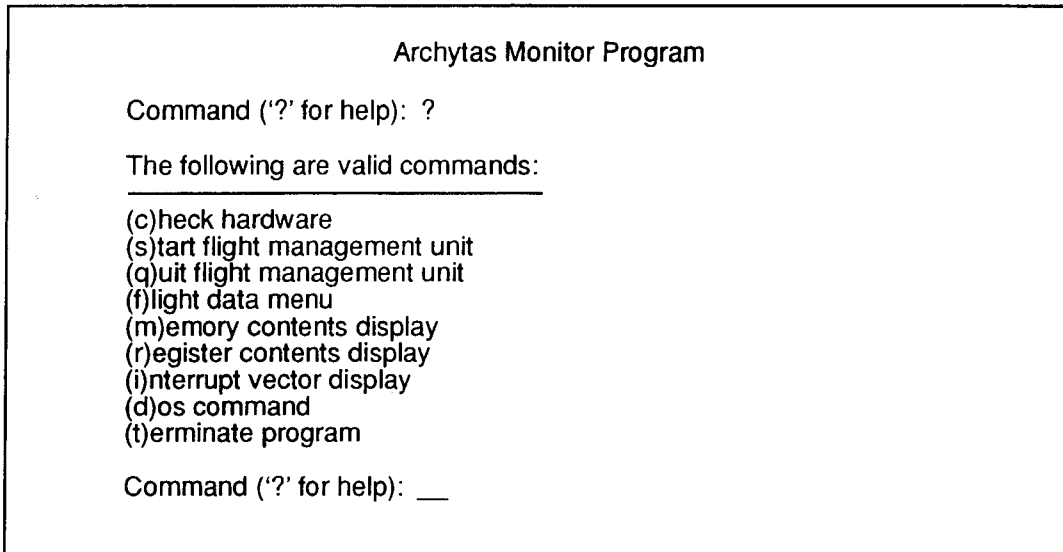 Archytas Monitor Program
Command (‘?’ for help): ?
The following are valid commands:
(c)heck hardware
(s)tart flight management unit
(q)uit flight management unit
(f)light data menu
(m)emory contents display
(r)egister contents display
(i)nterrupt vector display
(d)os command
(t)erminate program
Command (‘?’ for help): __